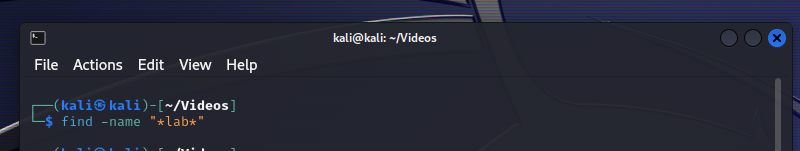 kali@kali: ~/Videos
File Actions Edit View Help
┌──(kali㉿kali)-[~/Videos]
└─$ find -name "*lab*"